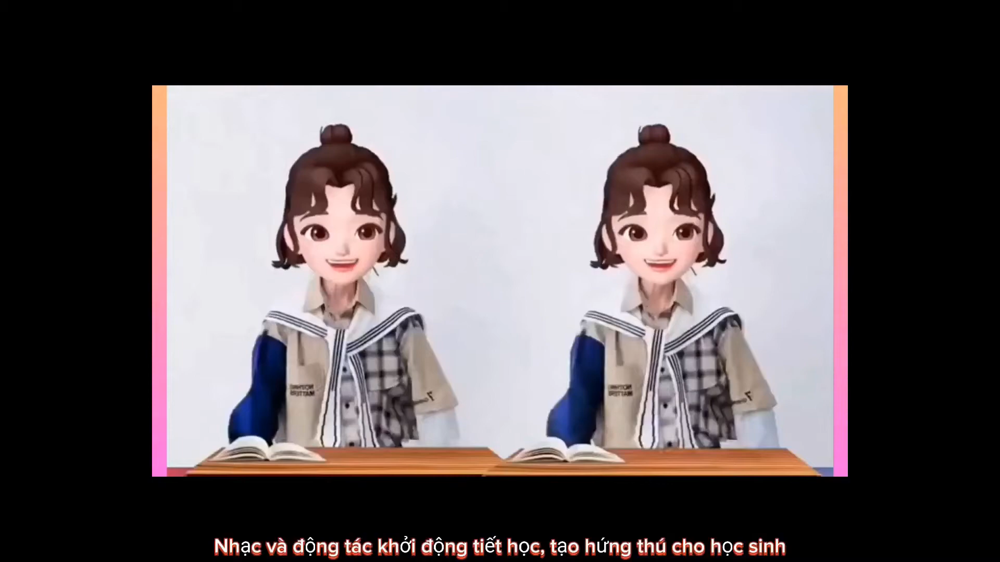 Nhạc và động tác khởi động tiết học, tạo hứng thú cho học sinh